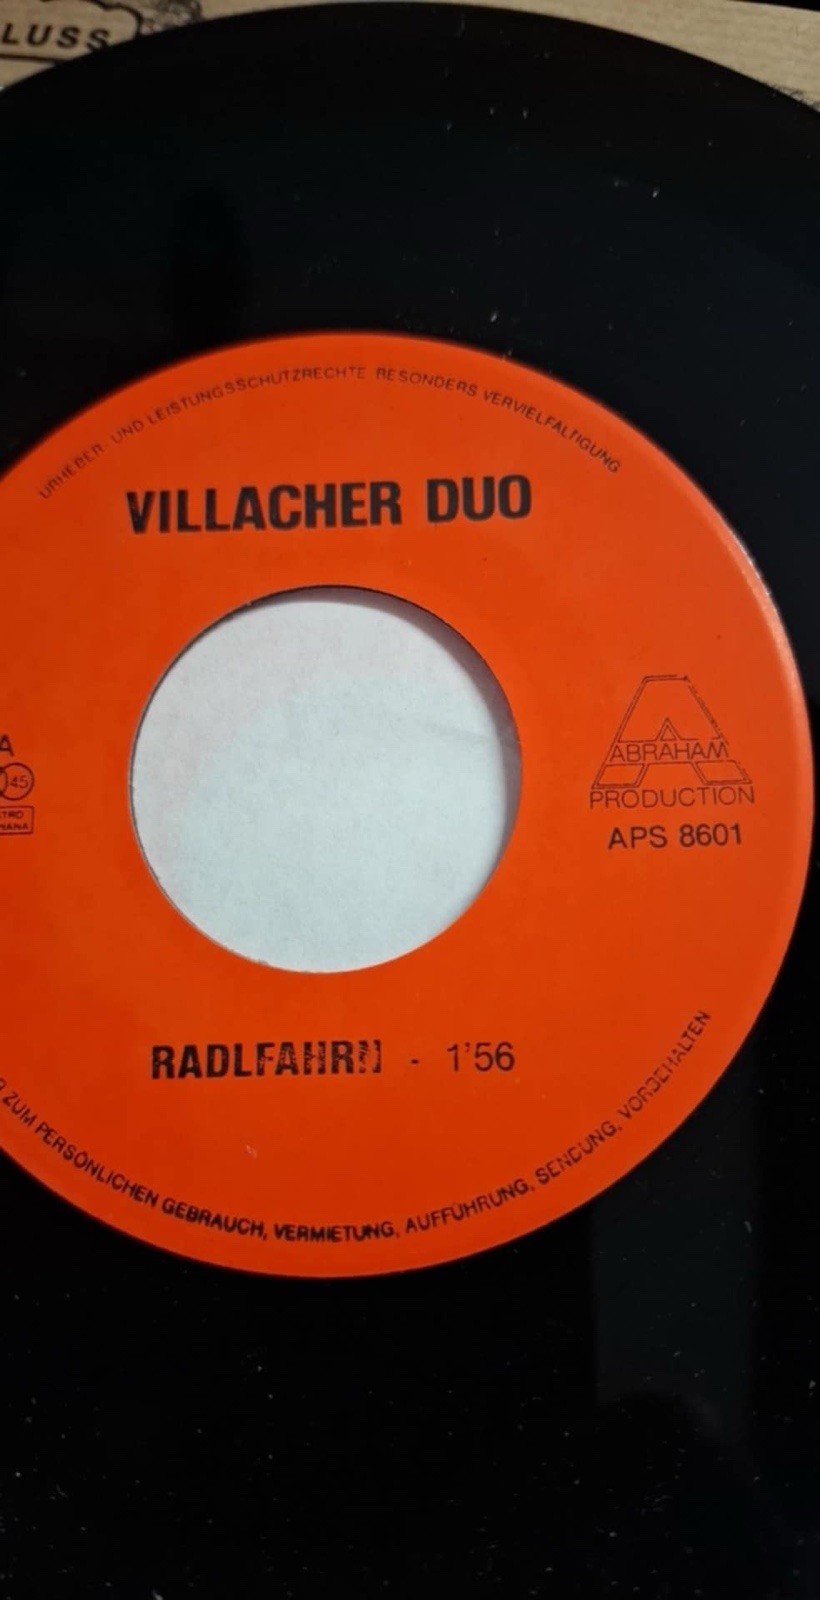 LUSS
URHEBER UND LEISTUNGSSCHUTZRECHTE BESONDERS VERVIELFÄLTIGUNG
VILLACHER DUO
A
45
ABRAHAM
PRODUCTION
APS 8601
RADLFAHRN - 1'56
ZUM PERSÖNLICHEN GEBRAUCH, VERMIETUNG, AUFFÜHRUNG, SENDUNG, VORBEHALTEN